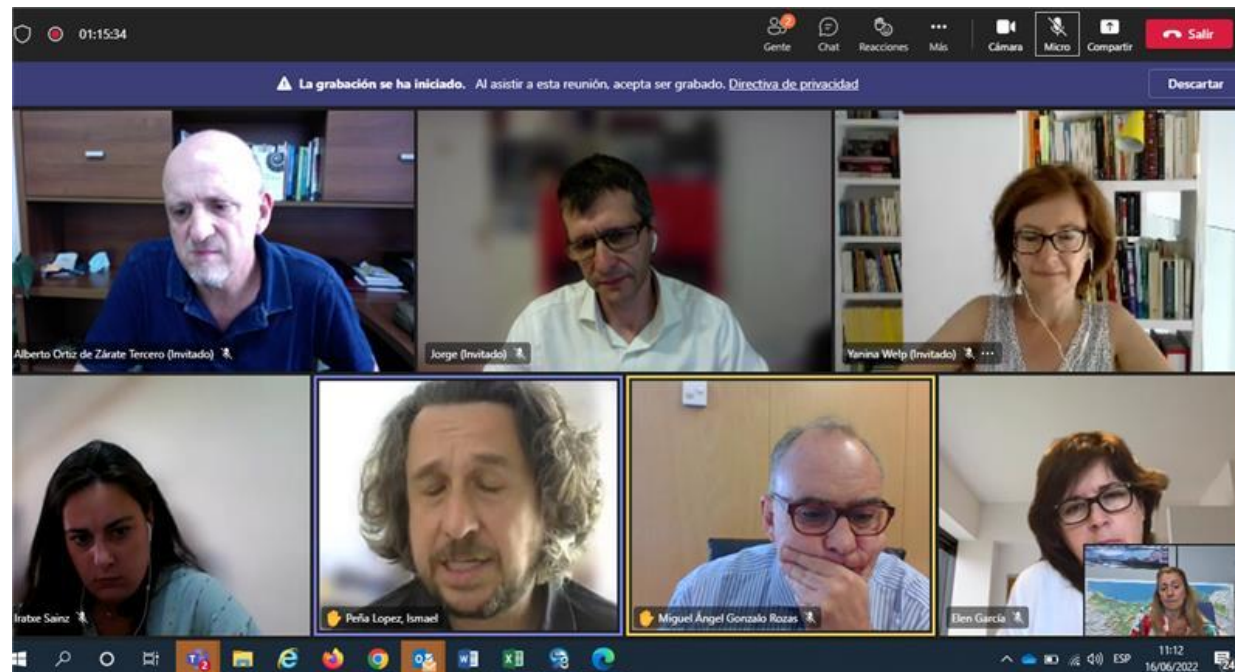 01:15:34
2
Gente Chat Reacciones Más Cámara Micro Compartir Salir
La grabación se ha iniciado. Al asistir a esta reunión, acepta ser grabado. Directiva de privacidad Descartar
Alberto Ortiz de Zárate Tercero (Invitado)
Jorge (Invitado)
Yanina Welp (Invitado)
Iratxe Sainz
Peña Lopez, Ismael
Miguel Ángel Gonzalo Rozas
Elen García
ESP
11:12
16/06/2022
24